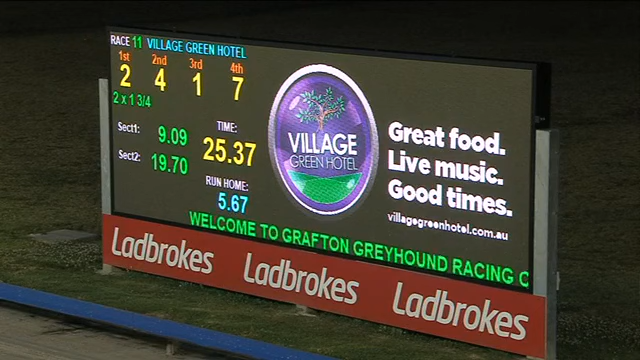 RACE 11 VILLAGE GREEN HOTEL
1st 2nd 3rd 4th
2 4 1 7
2 x 1 3/4
Sect1: 9.09
Sect2: 19.70
TIME:
25.37
RUN HOME:
5.67
VILLAGE
GREEN HOTEL
Great food.
Live music.
Good times.
villagegreenhotel.com.au
WELCOME TO GRAFTON GREYHOUND RACING C
Ladbrokes Ladbrokes Ladbrokes